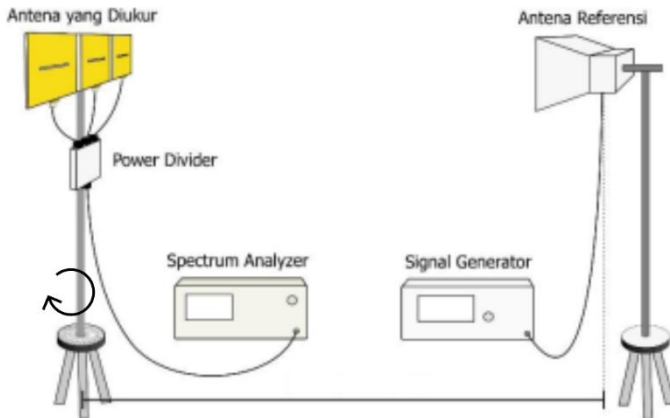 Antena yang Diukur
Antena Referensi
Power Divider
Spectrum Analyzer
Signal Generator